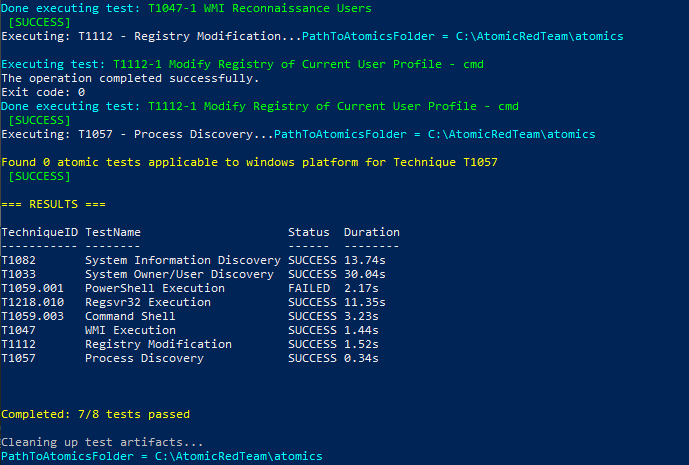 Done executing test: T1047-1 WMI Reconnaissance Users
[SUCCESS]
Executing: T1112 - Registry Modification...PathToAtomicsFolder = C:\AtomicRedTeam\atomics
Executing test: T1112-1 Modify Registry of Current User Profile - cmd
The operation completed successfully.
Exit code: 0
Done executing test: T1112-1 Modify Registry of Current User Profile - cmd
[SUCCESS]
Executing: T1057 - Process Discovery...PathToAtomicsFolder = C:\AtomicRedTeam\atomics
Found 0 atomic tests applicable to windows platform for Technique T1057
[SUCCESS]
=== RESULTS ===
TechniqueID TestName Status Duration
----------- -------- ------ --------
T1082 System Information Discovery SUCCESS 13.74s
T1033 System Owner/User Discovery SUCCESS 30.04s
T1059.001 PowerShell Execution FAILED 2.17s
T1218.010 Regsvr32 Execution SUCCESS 11.35s
T1059.003 Command Shell SUCCESS 3.23s
T1047 WMI Execution SUCCESS 1.44s
T1112 Registry Modification SUCCESS 1.52s
T1057 Process Discovery SUCCESS 0.34s
Completed: 7/8 tests passed
Cleaning up test artifacts...
PathToAtomicsFolder = C:\AtomicRedTeam\atomics